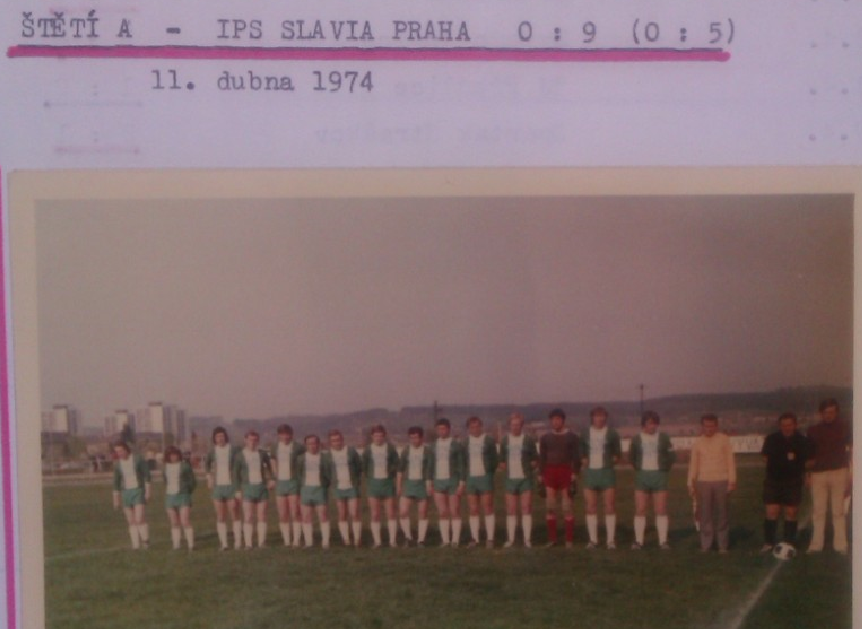 ŠTĚTÍ A - IPS SLAVIA PRAHA 0 : 9 (0 : 5)
11. dubna 1974